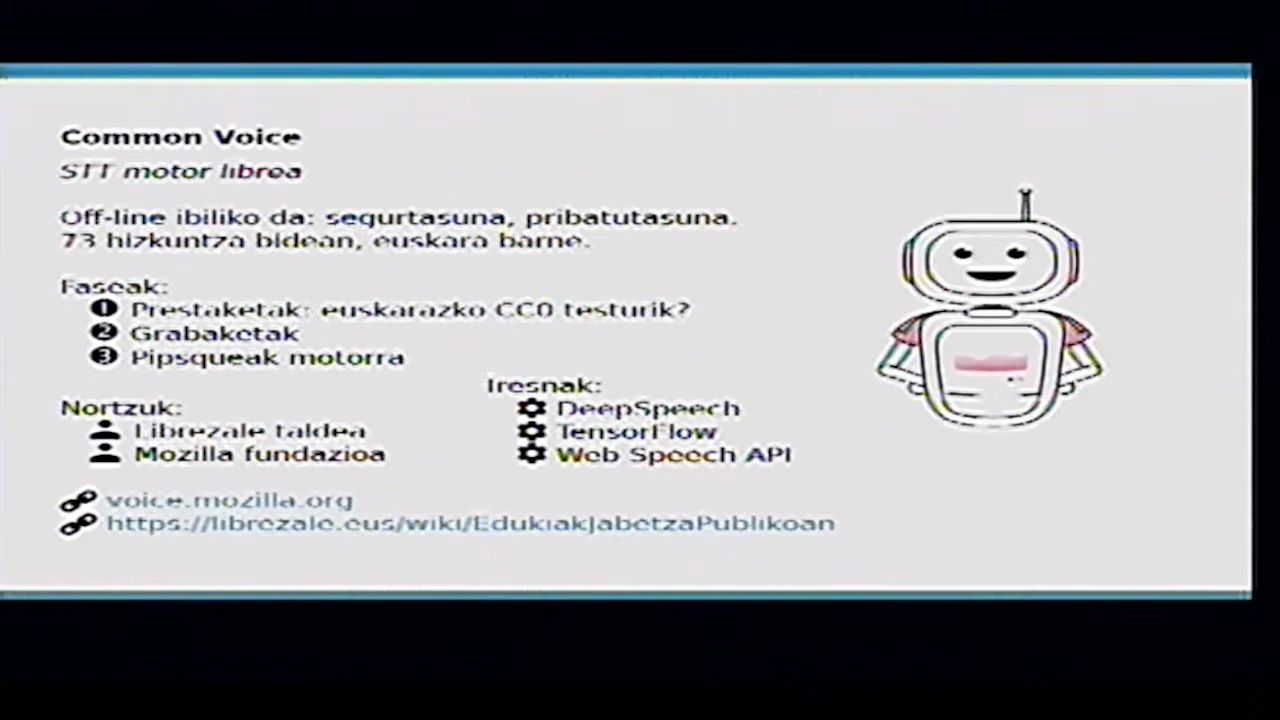 Common Voice
STT motor librea
Off-line ibiliko da: segurtasuna, pribatutasuna.
73 hizkuntza bidean, euskara barne.
Faseak:
❶ Prestaketak: euskarazko CC0 testurik?
❷ Grabaketak
❸ Pipsqueak motorra
Nortzuk:
Librezale taldea
Mozilla fundazioa
Iresnak:
DeepSpeech
TensorFlow
Web Speech API
voice.mozilla.org
https://librezale.eus/wiki/EdukiakJabetzaPublikoan